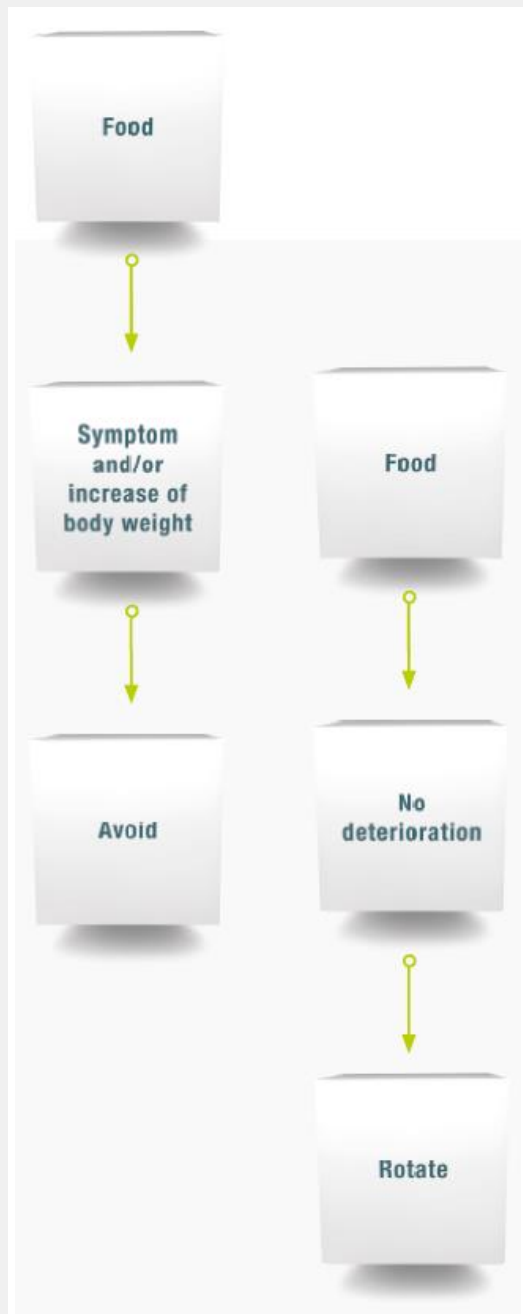 Food
Symptom
and/or
increase of
body weight
Avoid
Food
No
deterioration
Rotate